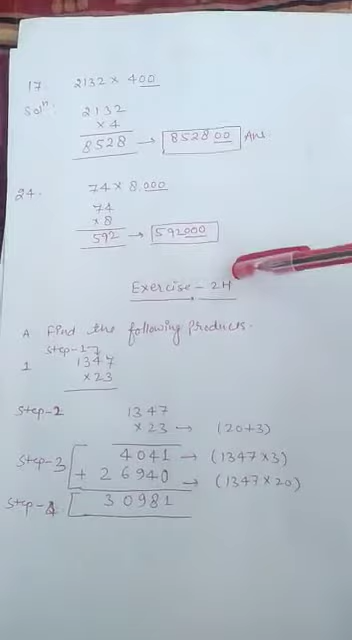 17. 2132 × 400
Solⁿ. 2132
× 4
8528 → 852800 Ans.
24. 74 × 8,000
74
×8
592 → 592000
Exercise - 2H
A Find the following products.
Step-1
1 1347
×23
Step-2 1347
×23 → (20+3)
Step-3 4041 → (1347×3)
+ 26940 → (1347×20)
Step-4 30981